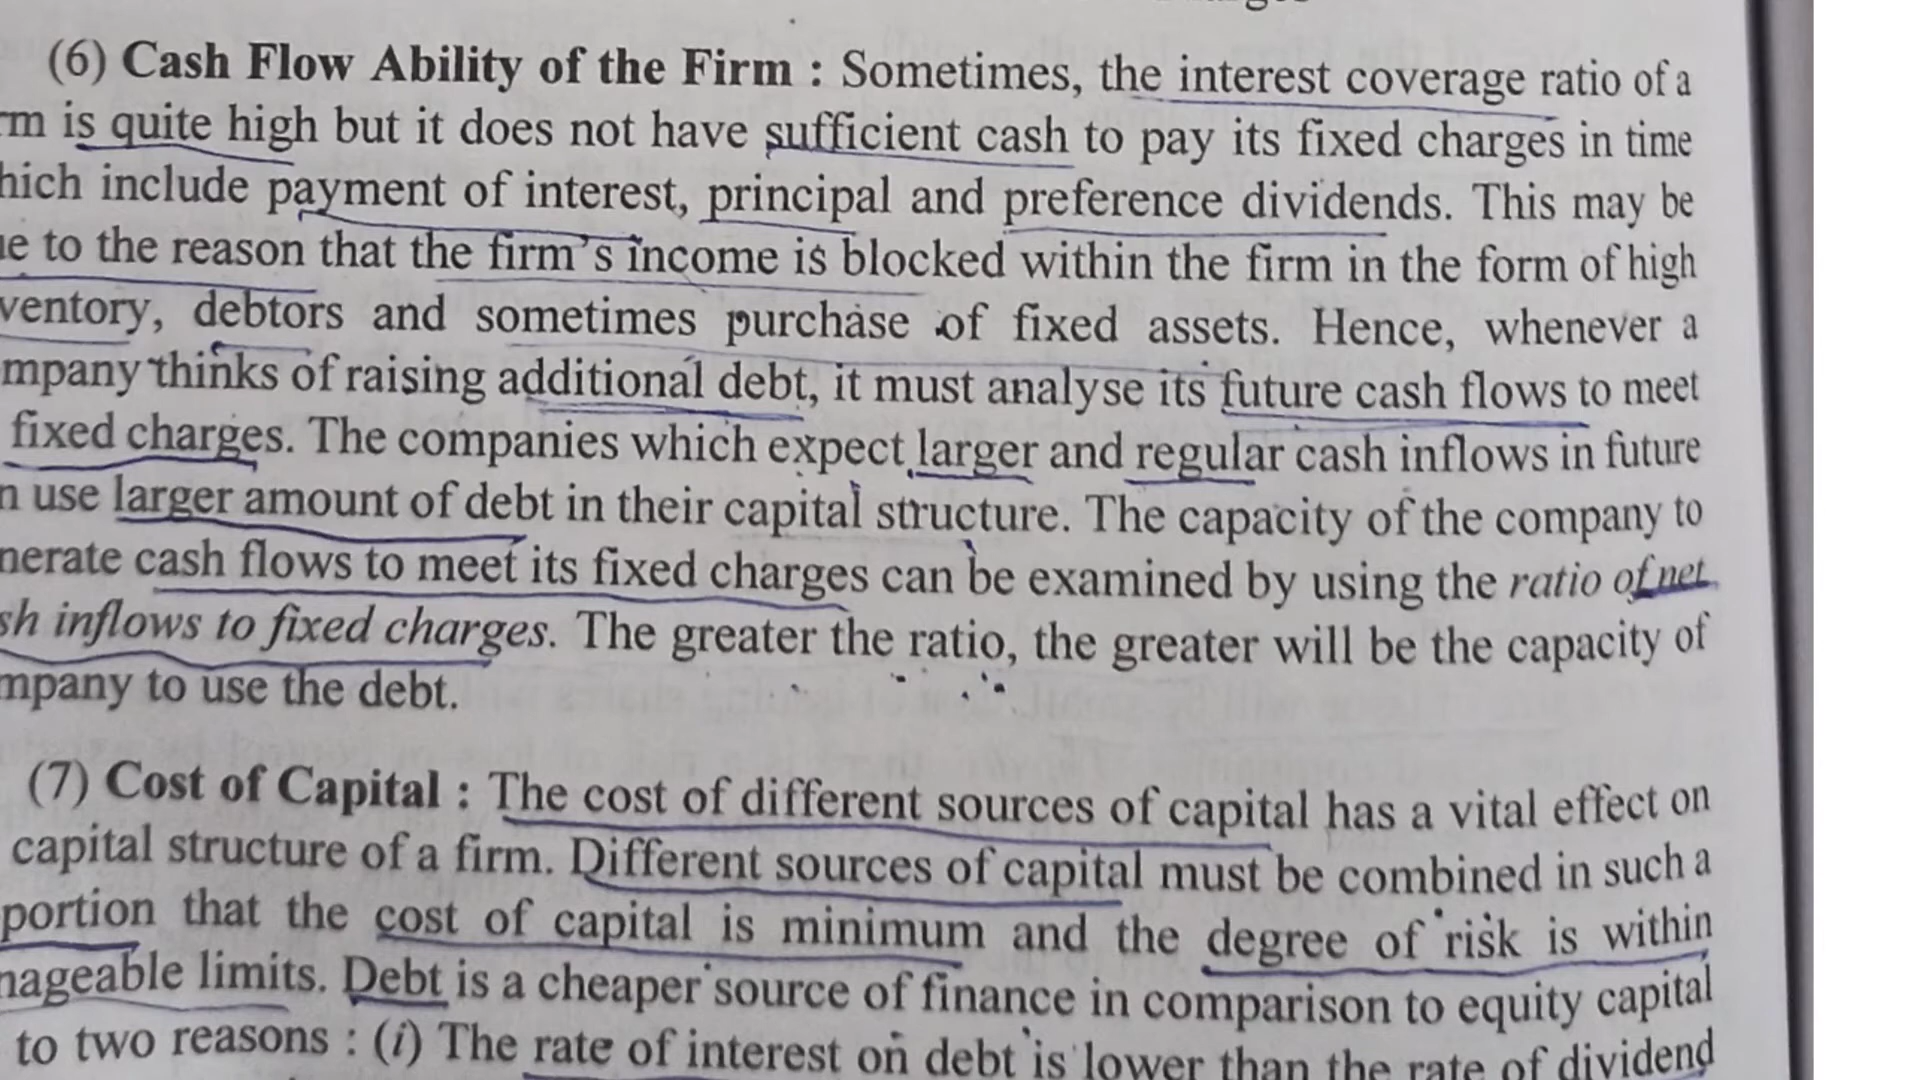 (6) Cash Flow Ability of the Firm : Sometimes, the interest coverage ratio of a
rm is quite high but it does not have sufficient cash to pay its fixed charges in time
hich include payment of interest, principal and preference dividends. This may be
ue to the reason that the firm's income is blocked within the firm in the form of high
ventory, debtors and sometimes purchase of fixed assets. Hence, whenever a
mpany thinks of raising additional debt, it must analyse its future cash flows to meet
fixed charges. The companies which expect larger and regular cash inflows in future
n use larger amount of debt in their capital structure. The capacity of the company to
nerate cash flows to meet its fixed charges can be examined by using the ratio of net
sh inflows to fixed charges. The greater the ratio, the greater will be the capacity of
mpany to use the debt.
(7) Cost of Capital : The cost of different sources of capital has a vital effect on
capital structure of a firm. Different sources of capital must be combined in such a
portion that the cost of capital is minimum and the degree of risk is within
nageable limits. Debt is a cheaper source of finance in comparison to equity capital
to two reasons : (i) The rate of interest on debt is lower than the rate of dividend